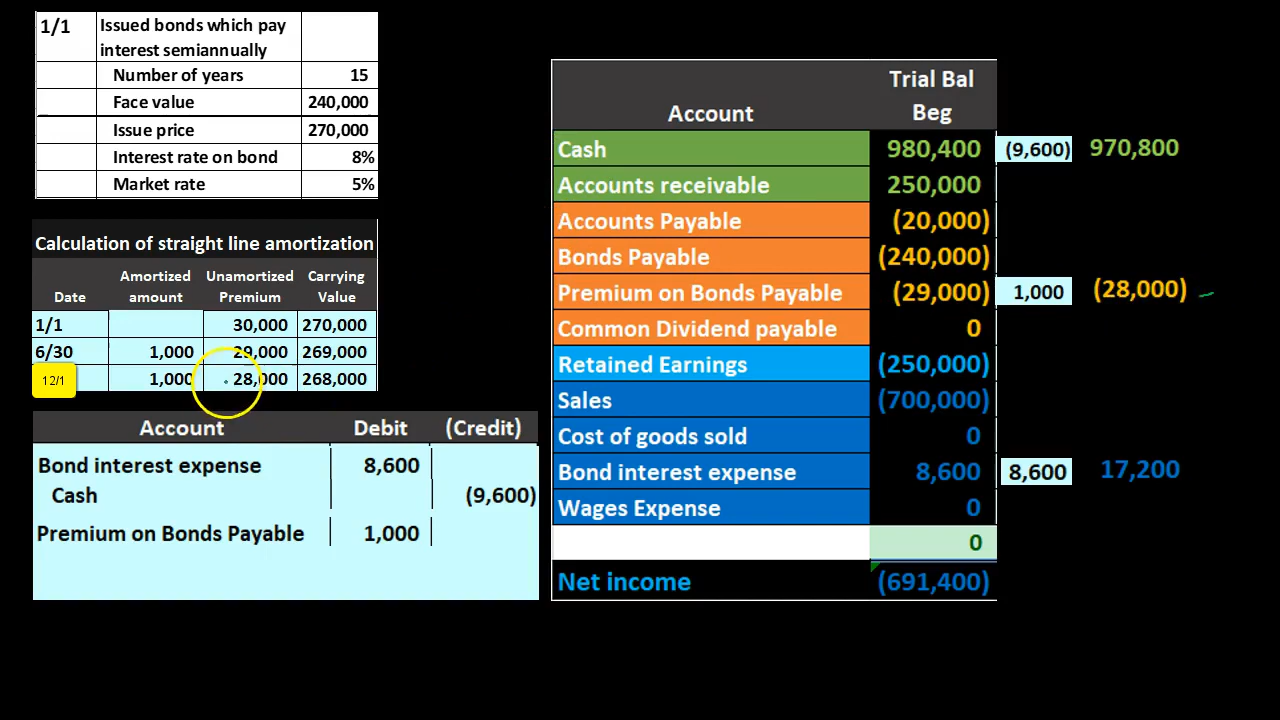 1/1 Issued bonds which pay
interest semiannually
Number of years 15
Face value 240,000
Issue price 270,000
Interest rate on bond 8%
Market rate 5%
Calculation of straight line amortization
Amortized Unamortized Carrying
Date amount Premium Value
1/1 30,000 270,000
6/30 1,000 29,000 269,000
12/1 1,000 28,000 268,000
Account Debit (Credit)
Bond interest expense 8,600
Cash (9,600)
Premium on Bonds Payable 1,000
Trial Bal
Account Beg
Cash 980,400 (9,600) 970,800
Accounts receivable 250,000
Accounts Payable (20,000)
Bonds Payable (240,000)
Premium on Bonds Payable (29,000) 1,000 (28,000)
Common Dividend payable 0
Retained Earnings (250,000)
Sales (700,000)
Cost of goods sold 0
Bond interest expense 8,600 8,600 17,200
Wages Expense 0
0
Net income (691,400)